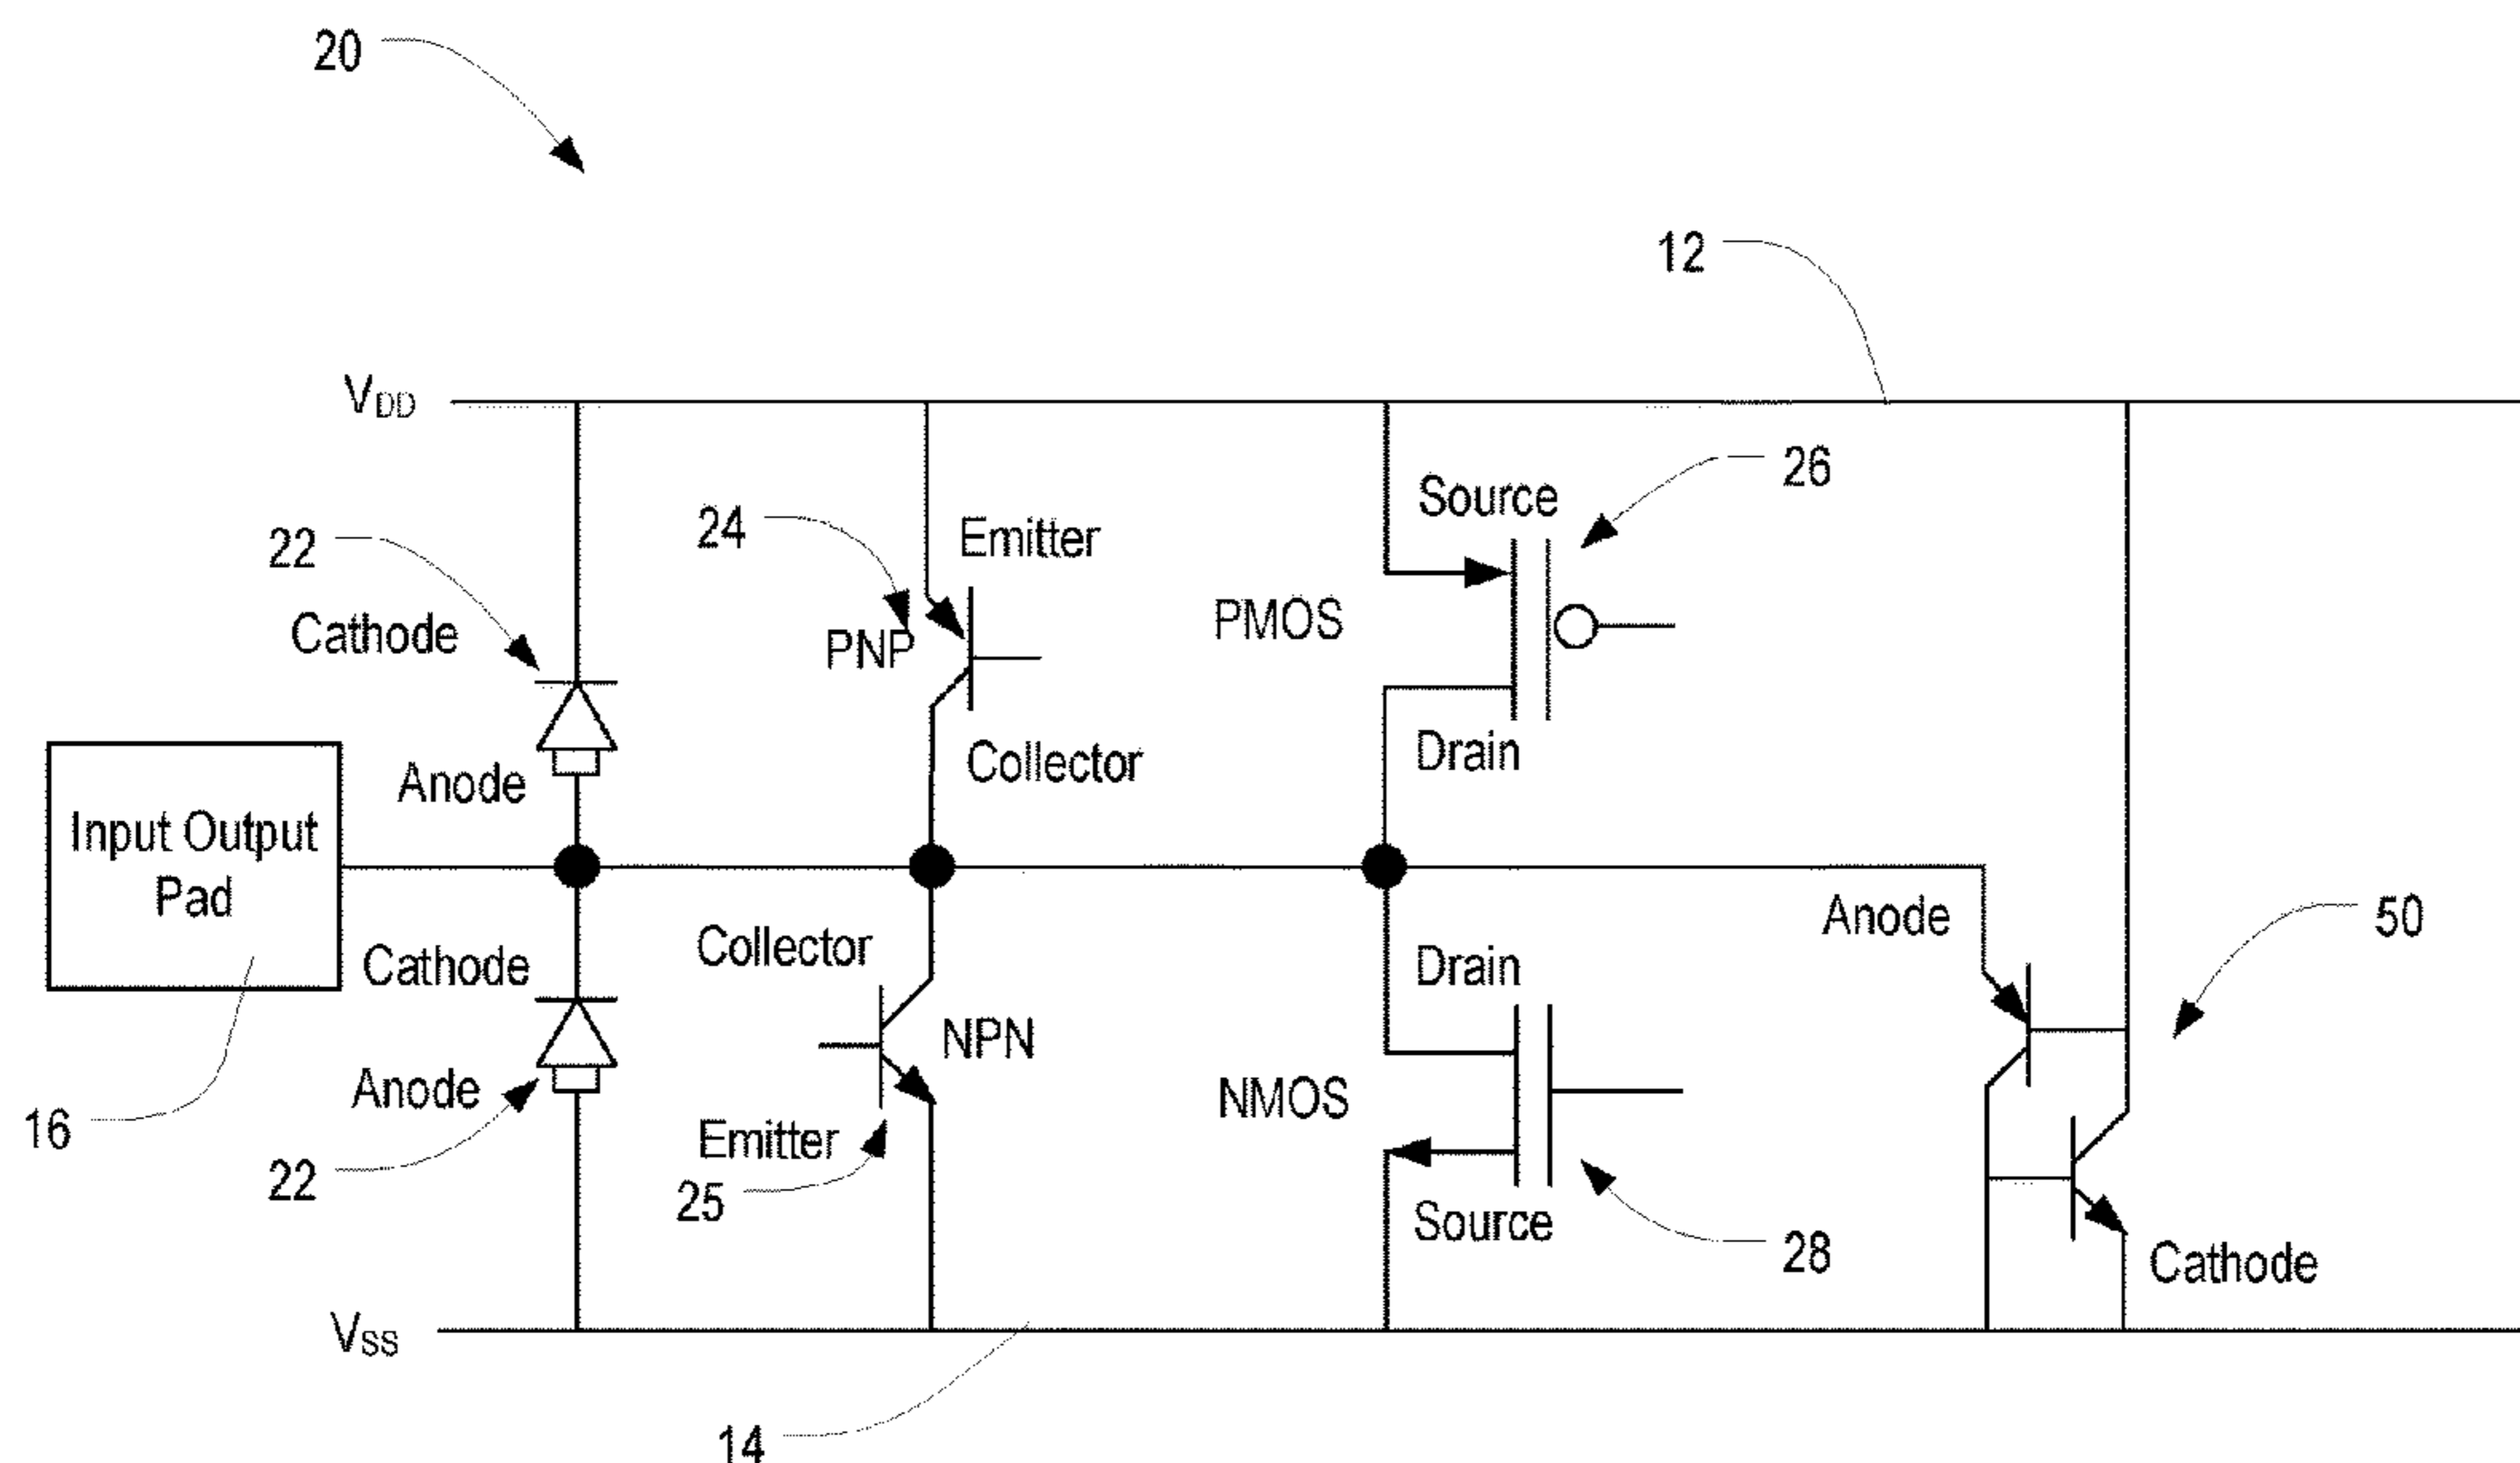 20
12
VDD
26
Source
24
Emitter
22
PMOS
Cathode
PNP
Drain
Collector
Anode
Input Output
Pad
Anode
50
Collector
Drain
Cathode
NPN
Anode
NMOS
16
Emitter
22
25
Source
28
Cathode
VSS
14